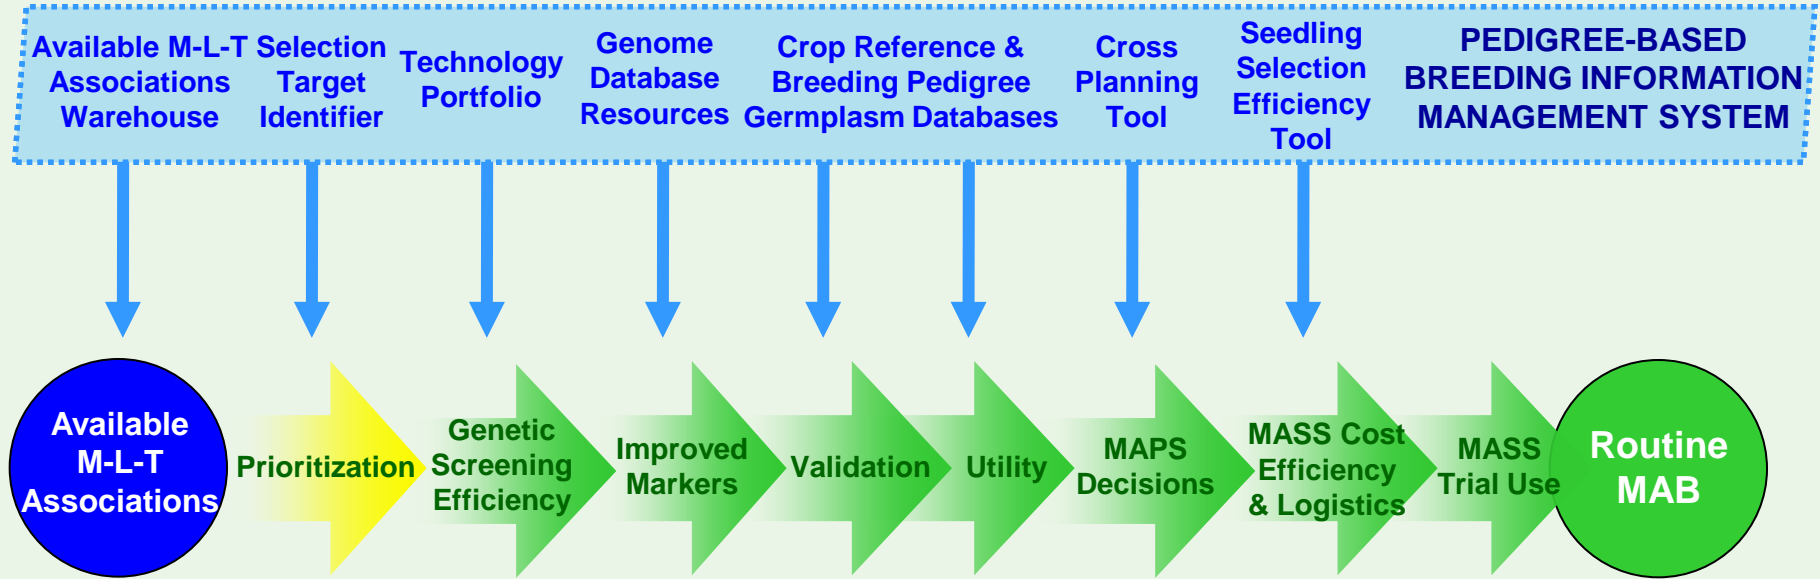 Available M-L-T
Associations
Warehouse
Selection
Target
Identifier
Technology
Portfolio
Genome
Database
Resources
Crop Reference &
Breeding Pedigree
Germplasm Databases
Cross
Planning
Tool
Seedling
Selection
Efficiency
Tool
PEDIGREE-BASED
BREEDING INFORMATION
MANAGEMENT SYSTEM
Available
M-L-T
Associations
Prioritization
Genetic
Screening
Efficiency
Improved
Markers
Validation
Utility
MAPS
Decisions
MASS Cost
Efficiency
& Logistics
MASS
Trial Use
Routine
MAB